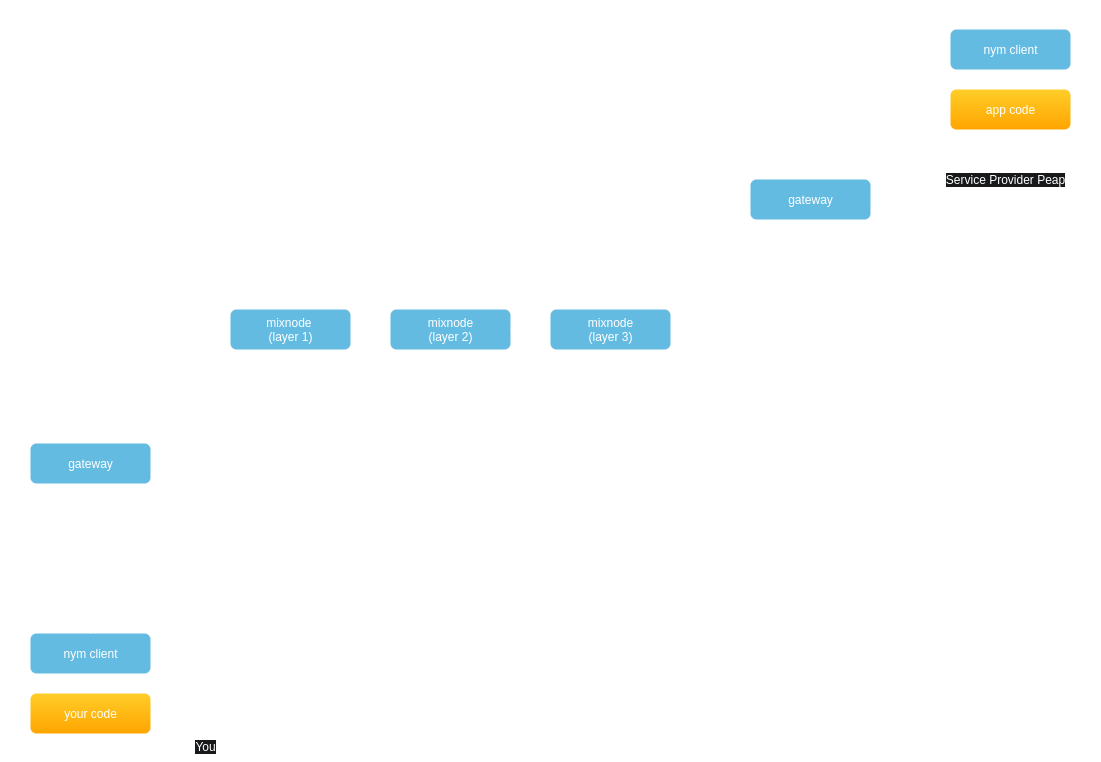 nym client
app code
Service Provider Peap
gateway
mixnode
(layer 1)
mixnode
(layer 2)
mixnode
(layer 3)
gateway
nym client
your code
You